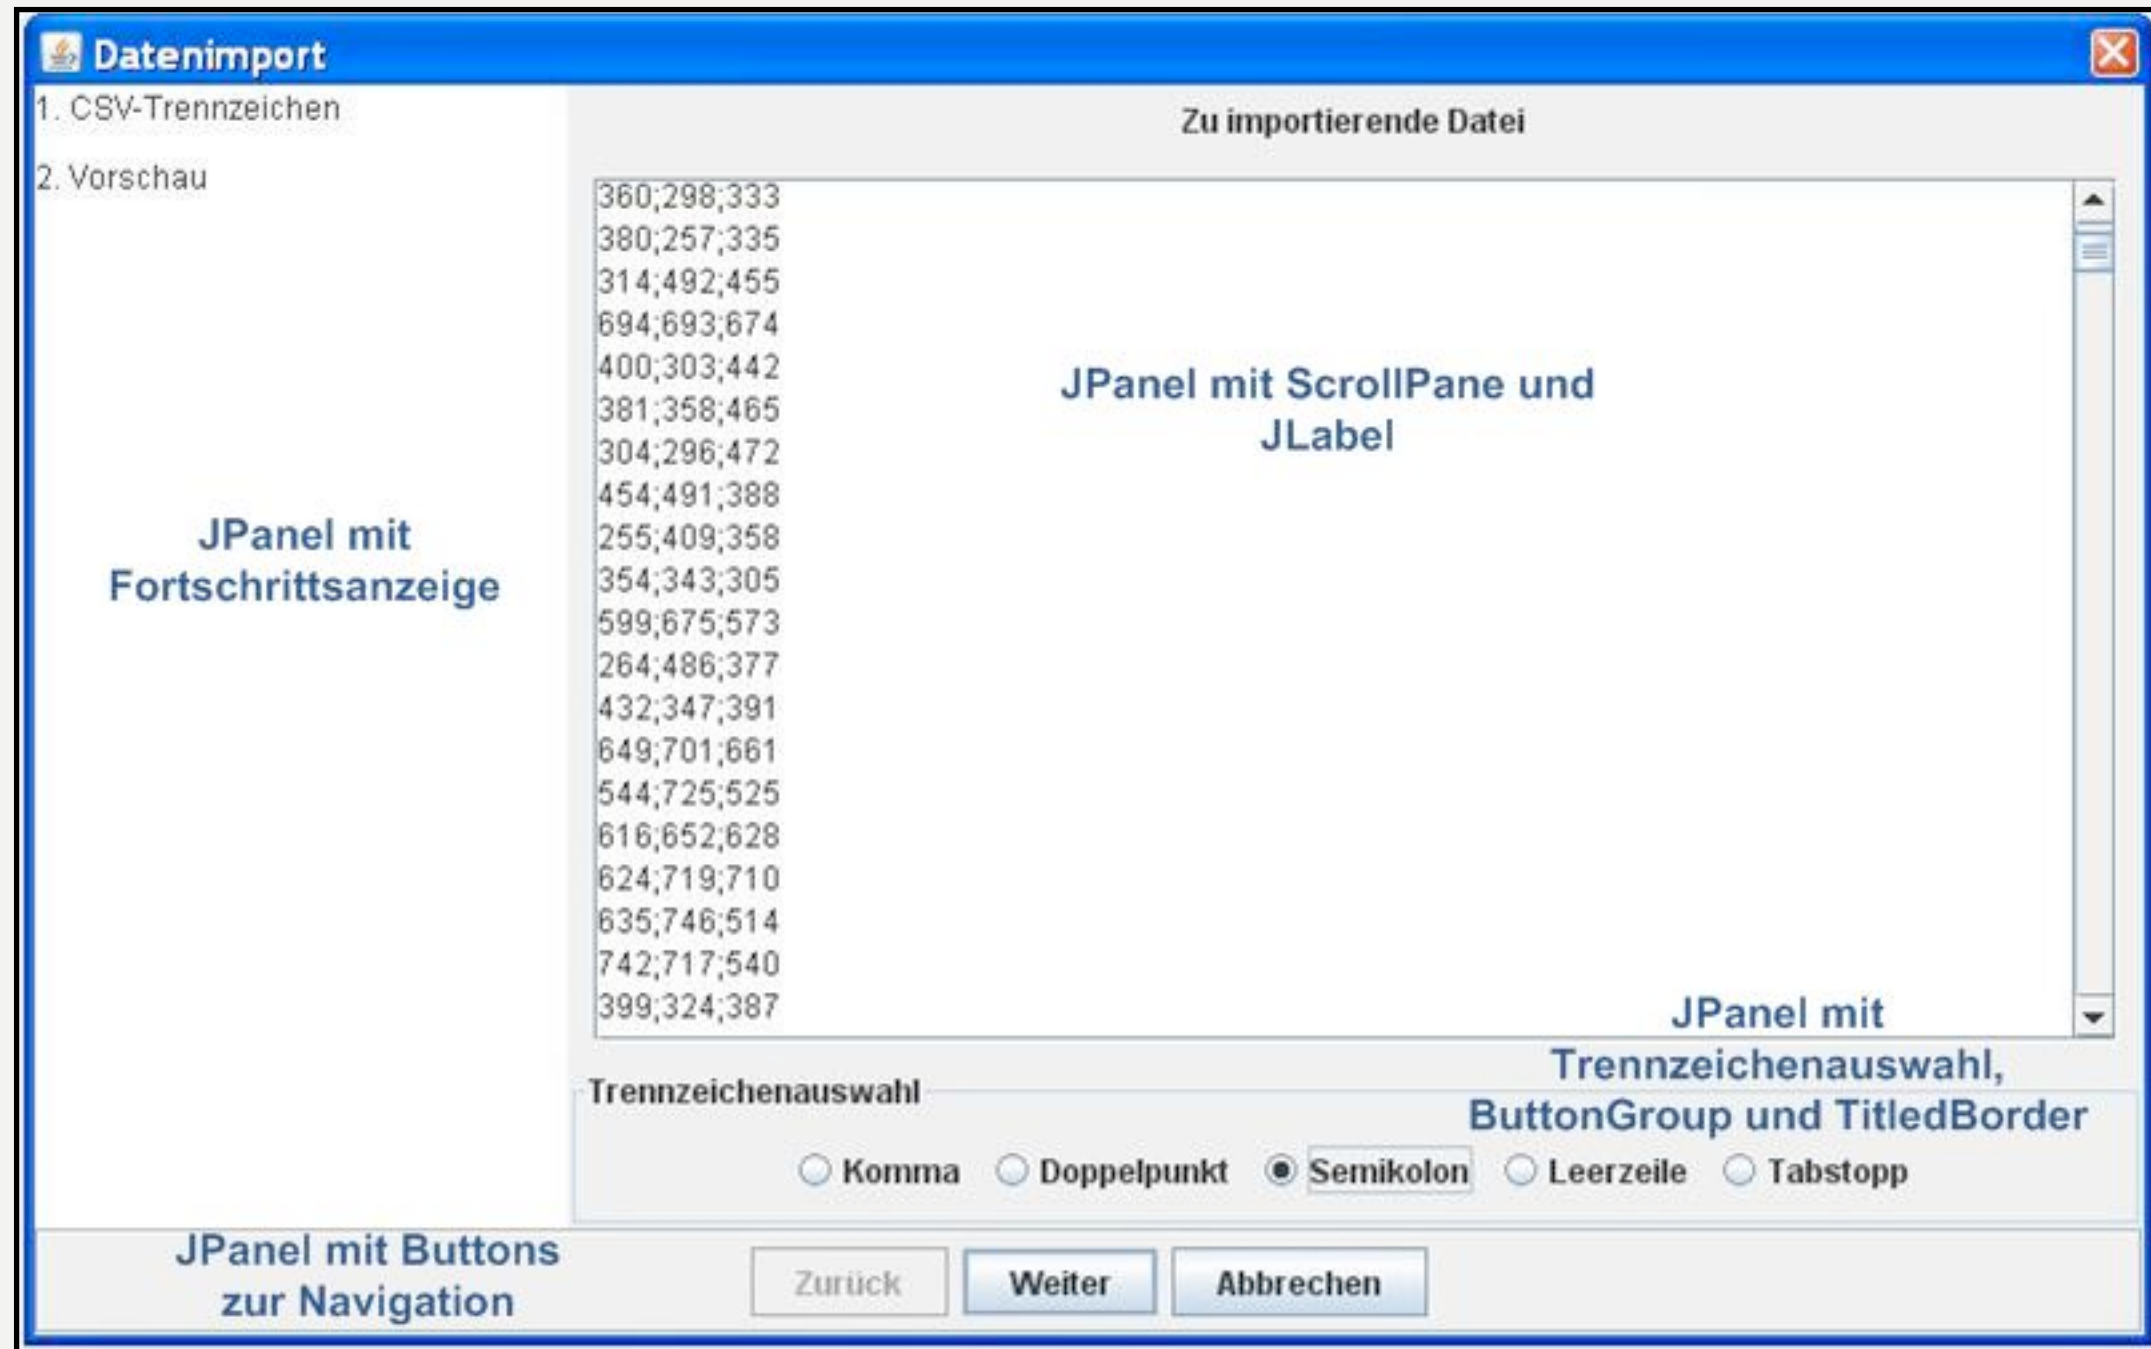 Datenimport
1. CSV-Trennzeichen
2. Vorschau
JPanel mit
Fortschrittsanzeige
Zu importierende Datei
360;298;333
380;257;335
314;492;455
694;693;674
400;303;442
381;358;465
304;296;472
454;491;388
255;409;358
354;343;305
599;675;573
264;486;377
432;347;391
649;701;661
544;725;525
616;652;628
624;719;710
635;746;514
742;717;540
399;324;387
JPanel mit ScrollPane und
JLabel
JPanel mit
Trennzeichenauswahl,
ButtonGroup und TitledBorder
Trennzeichenauswahl
Komma Doppelpunkt Semikolon Leerzeile Tabstopp
JPanel mit Buttons
zur Navigation
Zurück Weiter Abbrechen